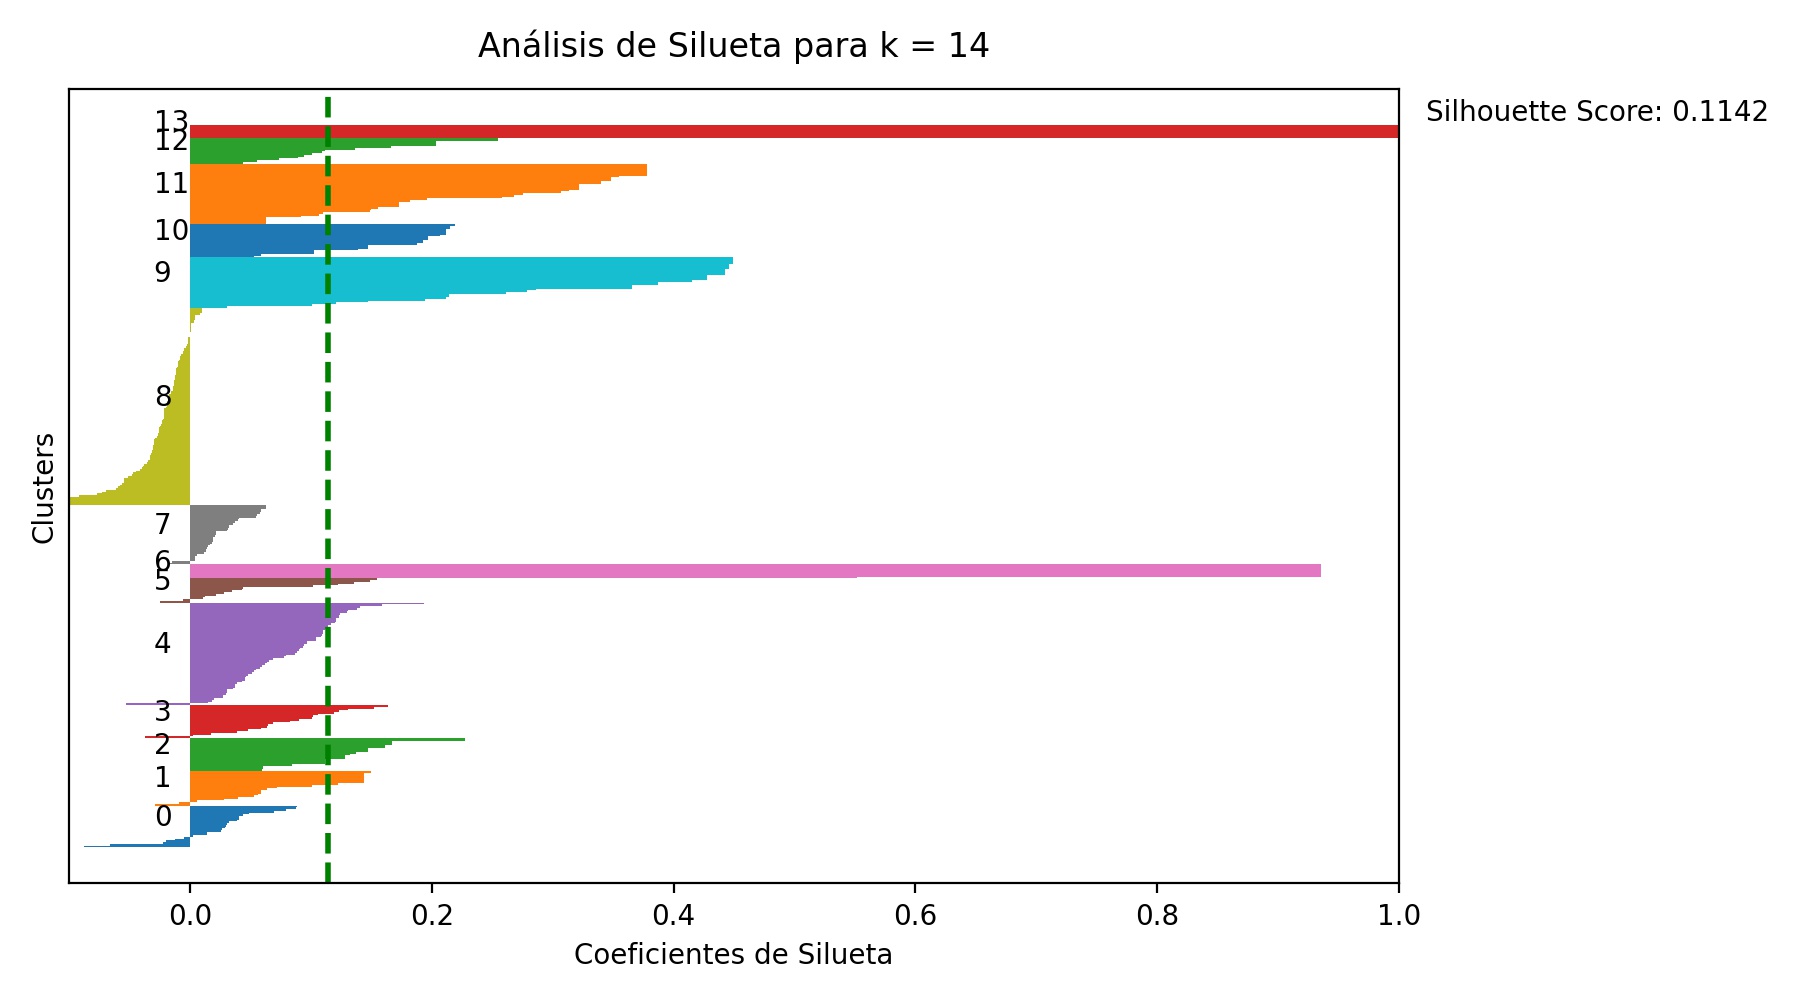 Análisis de Silueta para k = 14
Silhouette Score: 0.1142
13
12
11
10
9
8
7
6
5
4
3
2
1
0
Clusters
0.0 0.2 0.4 0.6 0.8 1.0
Coeficientes de Silueta